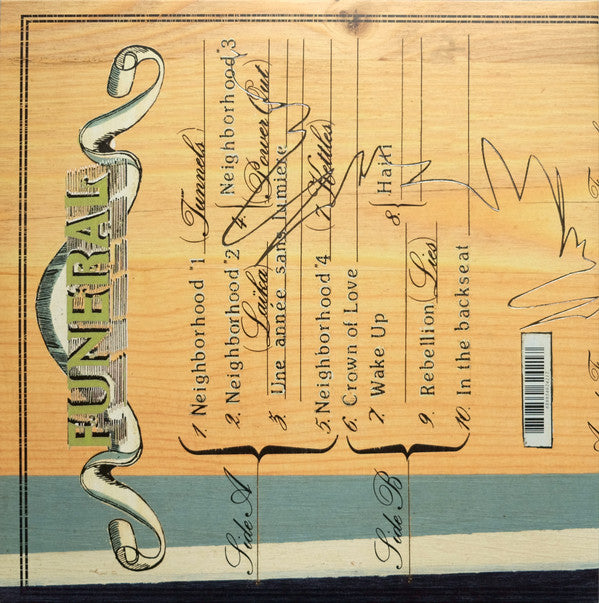 FUNERAL
Side A
1. Neighborhood #1 (Tunnels)
2. Neighborhood #2 (Laika)
3. Une année sans lumiere
4. Neighborhood #3 (Power Out)
5. Neighborhood #4 (7 Kettles)
Side B
6. Crown of Love
7. Wake Up
8. Haiti
9. Rebellion (Lies)
10. In the backseat